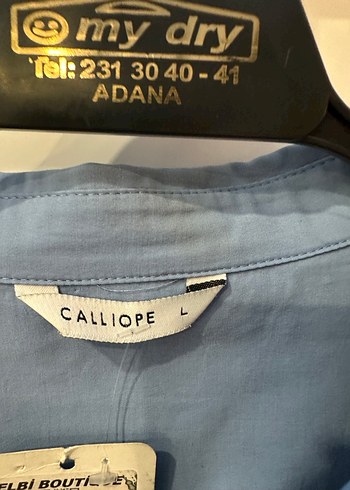 my dry
Tel: 231 30 40 - 41
ADANA
CALLIOPE L